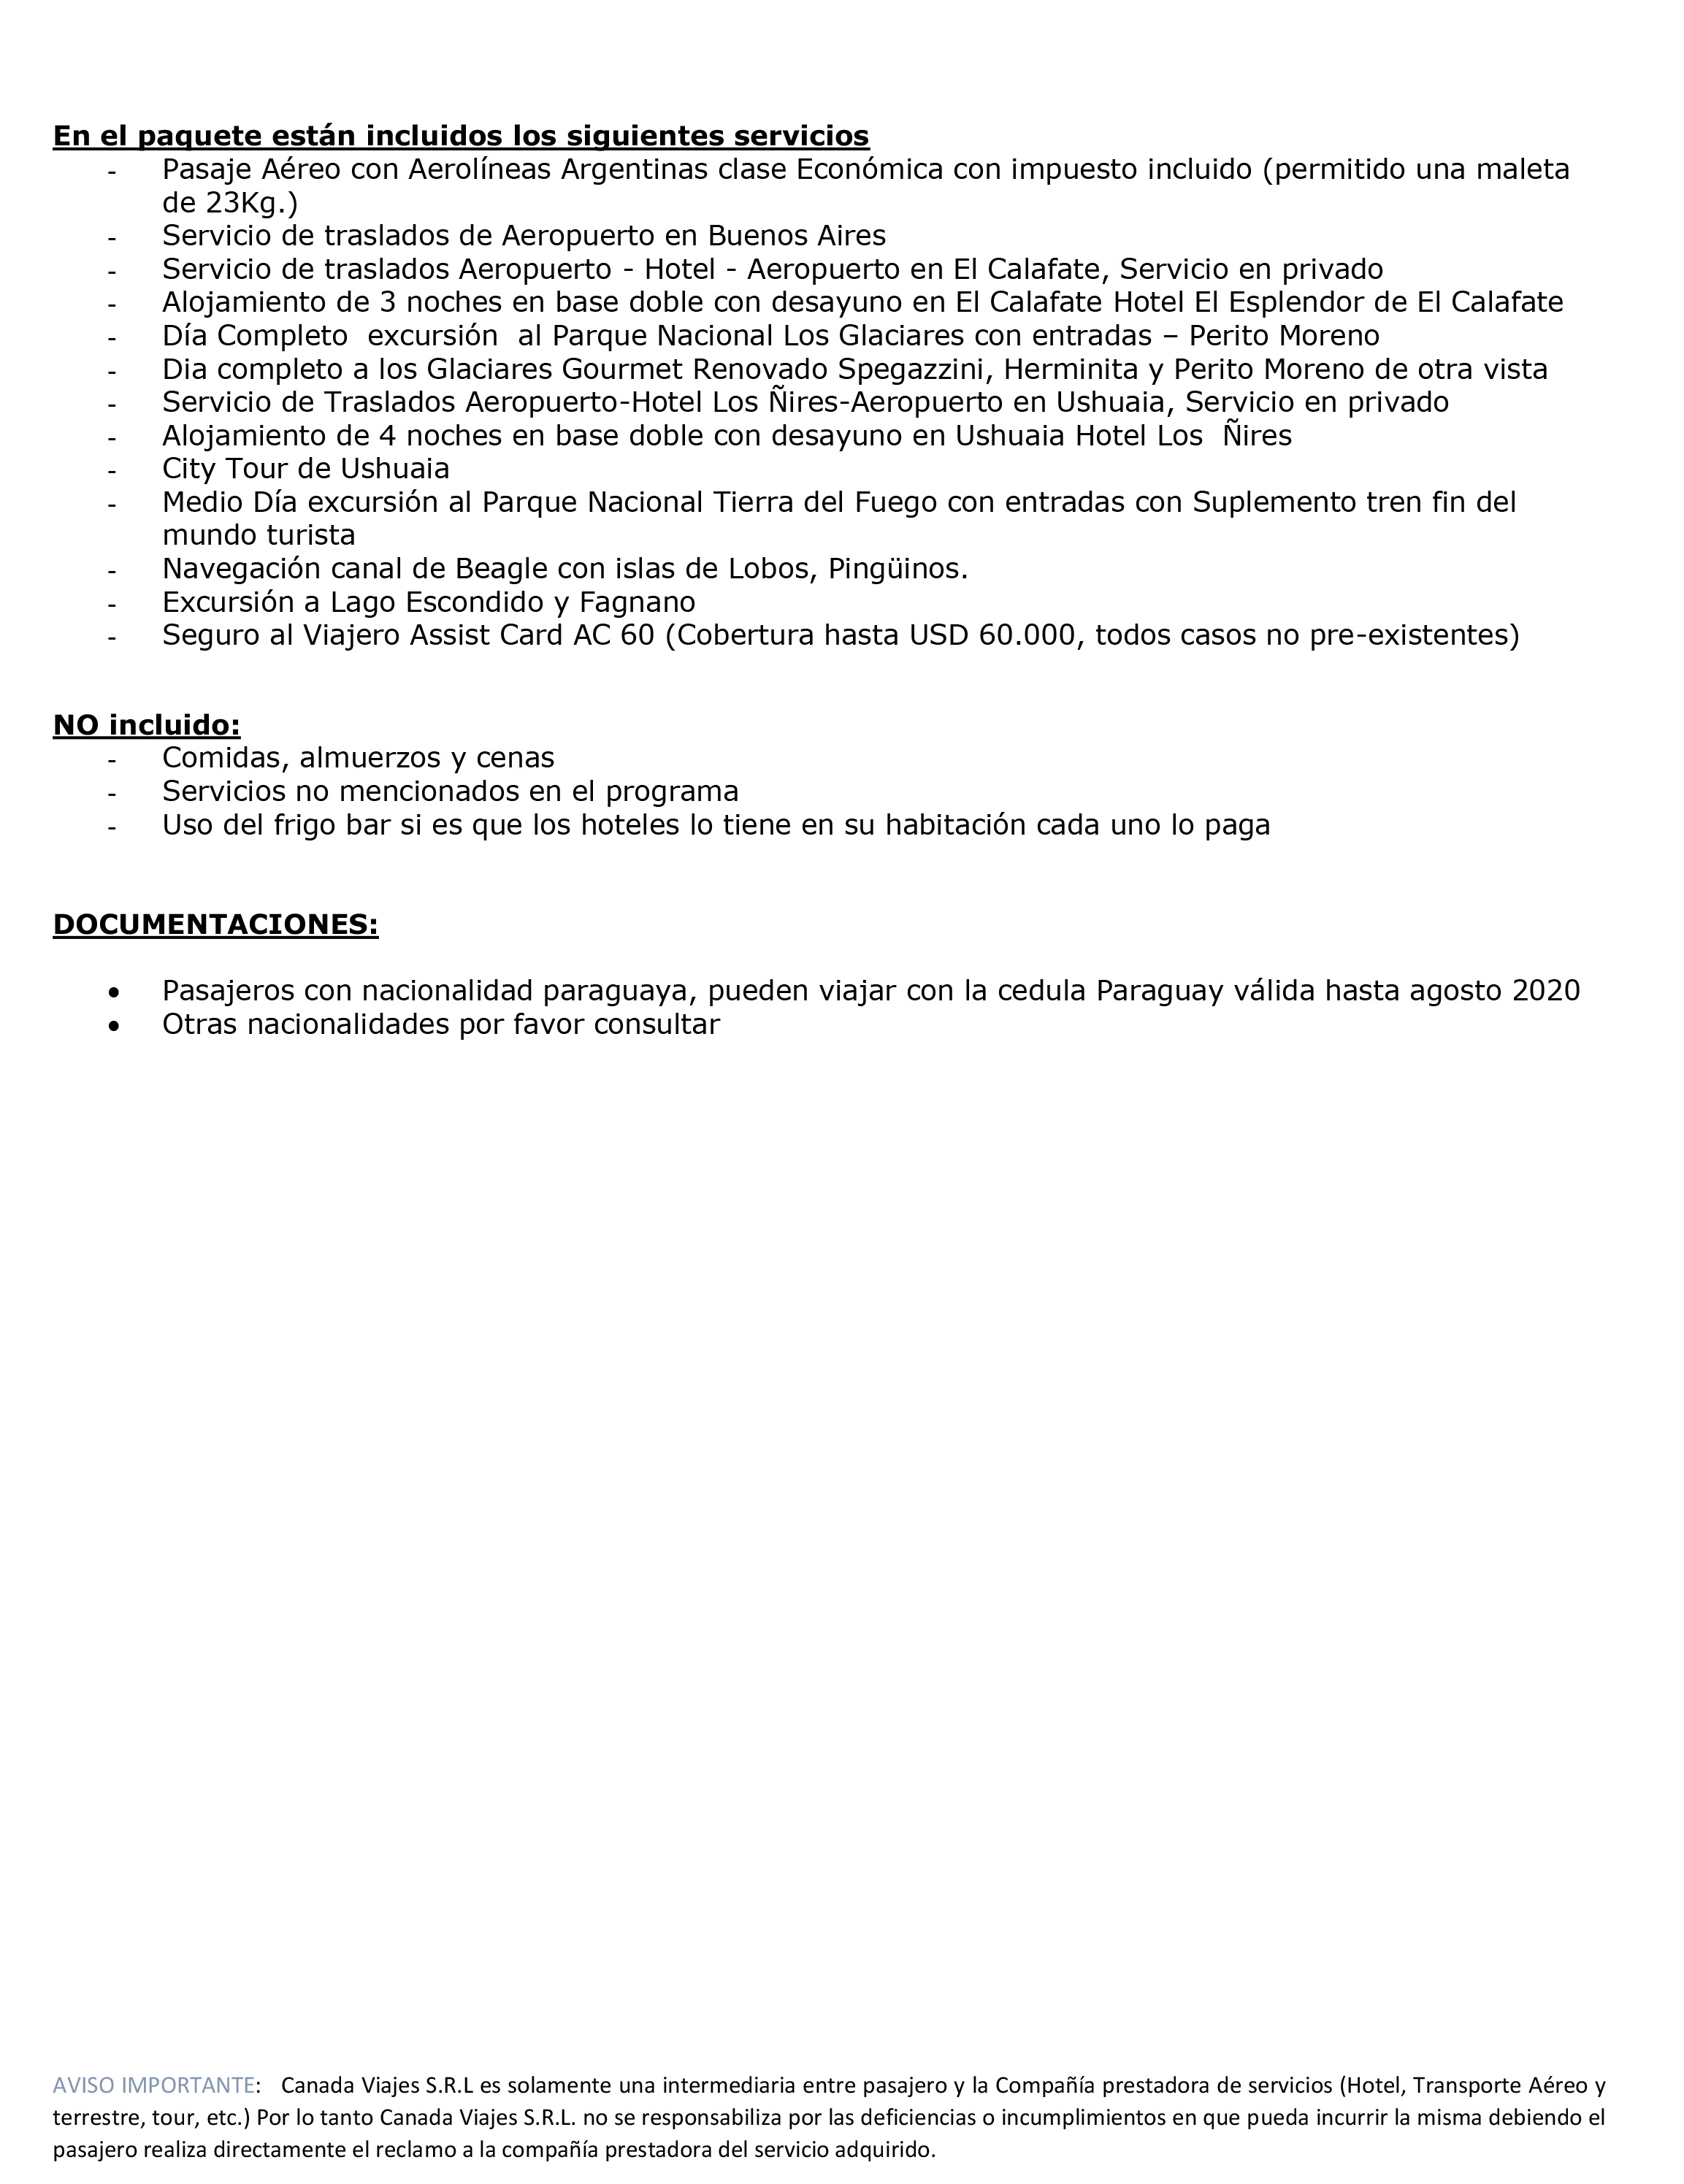 En el paquete están incluidos los siguientes servicios
- Pasaje Aéreo con Aerolíneas Argentinas clase Económica con impuesto incluido (permitido una maleta
de 23Kg.)
- Servicio de traslados de Aeropuerto en Buenos Aires
- Servicio de traslados Aeropuerto - Hotel - Aeropuerto en El Calafate, Servicio en privado
- Alojamiento de 3 noches en base doble con desayuno en El Calafate Hotel El Esplendor de El Calafate
- Día Completo  excursión  al Parque Nacional Los Glaciares con entradas – Perito Moreno
- Dia completo a los Glaciares Gourmet Renovado Spegazzini, Herminita y Perito Moreno de otra vista
- Servicio de Traslados Aeropuerto-Hotel Los Ñires-Aeropuerto en Ushuaia, Servicio en privado
- Alojamiento de 4 noches en base doble con desayuno en Ushuaia Hotel Los  Ñires
- City Tour de Ushuaia
- Medio Día excursión al Parque Nacional Tierra del Fuego con entradas con Suplemento tren fin del
mundo turista
- Navegación canal de Beagle con islas de Lobos, Pingüinos.
- Excursión a Lago Escondido y Fagnano
- Seguro al Viajero Assist Card AC 60 (Cobertura hasta USD 60.000, todos casos no pre-existentes)
NO incluido:
- Comidas, almuerzos y cenas
- Servicios no mencionados en el programa
- Uso del frigo bar si es que los hoteles lo tiene en su habitación cada uno lo paga
DOCUMENTACIONES:
• Pasajeros con nacionalidad paraguaya, pueden viajar con la cedula Paraguay válida hasta agosto 2020
• Otras nacionalidades por favor consultar
AVISO IMPORTANTE:   Canada Viajes S.R.L es solamente una intermediaria entre pasajero y la Compañía prestadora de servicios (Hotel, Transporte Aéreo y
terrestre, tour, etc.) Por lo tanto Canada Viajes S.R.L. no se responsabiliza por las deficiencias o incumplimientos en que pueda incurrir la misma debiendo el
pasajero realiza directamente el reclamo a la compañía prestadora del servicio adquirido.